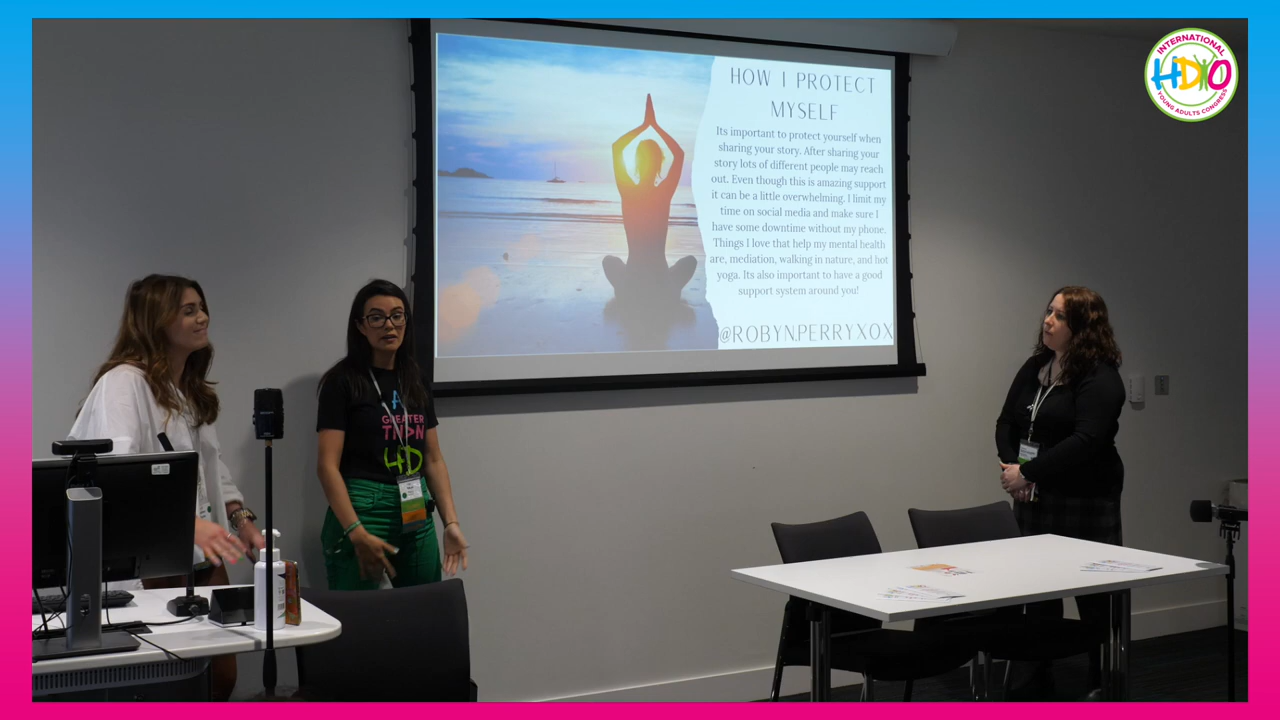 INTERNATIONAL
HDYO
YOUNG ADULTS CONGRESS
HOW I PROTECT
MYSELF
Its important to protect yourself when
sharing your story. After sharing your
story lots of different people may reach
out. Even though this is amazing support
it can be a little overwhelming. I limit my
time on social media and make sure I
have some downtime without my phone.
Things I love that help my mental health
are, mediation, walking in nature, and hot
yoga. Its also important to have a good
support system around you!
@ROBYN.PERRYXOX
GREATER
TH>N
HD